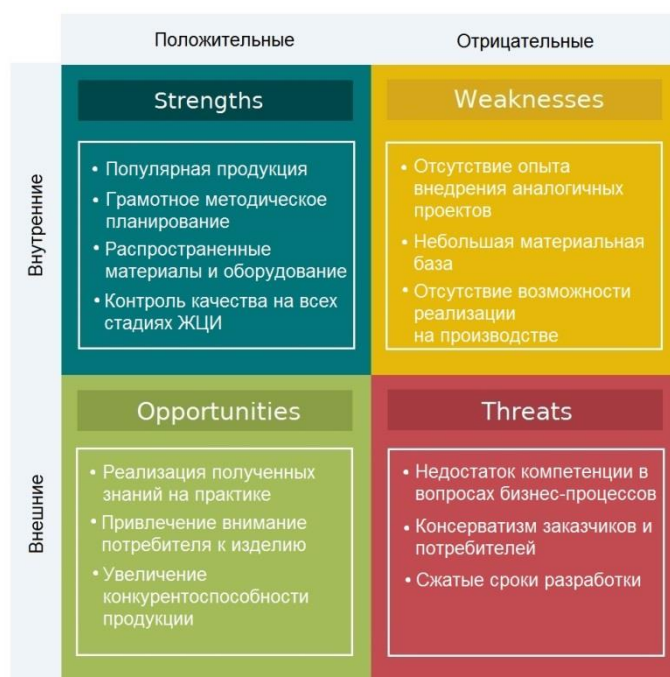 Положительные
Отрицательные
Внутренние
Strengths
• Популярная продукция
• Грамотное методическое
планирование
• Распространенные
материалы и оборудование
• Контроль качества на всех
стадиях ЖЦИ
Weaknesses
• Отсутствие опыта
внедрения аналогичных
проектов
• Небольшая материальная
база
• Отсутствие возможности
реализации
на производстве
Внешние
Opportunities
• Реализация полученных
знаний на практике
• Привлечение внимание
потребителя к изделию
• Увеличение
конкурентоспособности
продукции
Threats
• Недостаток компетенции в
вопросах бизнес-процессов
• Консерватизм заказчиков и
потребителей
• Сжатые сроки разработки